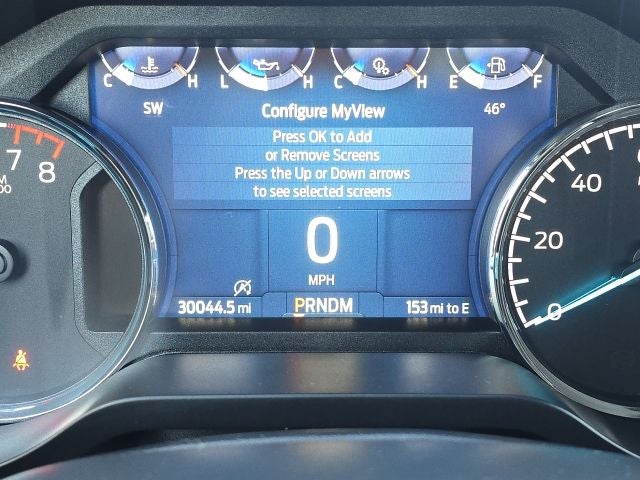 C H L H C H E F
SW Configure MyView 46°
Press OK to Add
or Remove Screens
Press the Up or Down arrows
to see selected screens
7
8
40
20
0
0
MPH
30044.5 mi PRNDM 153 mi to E